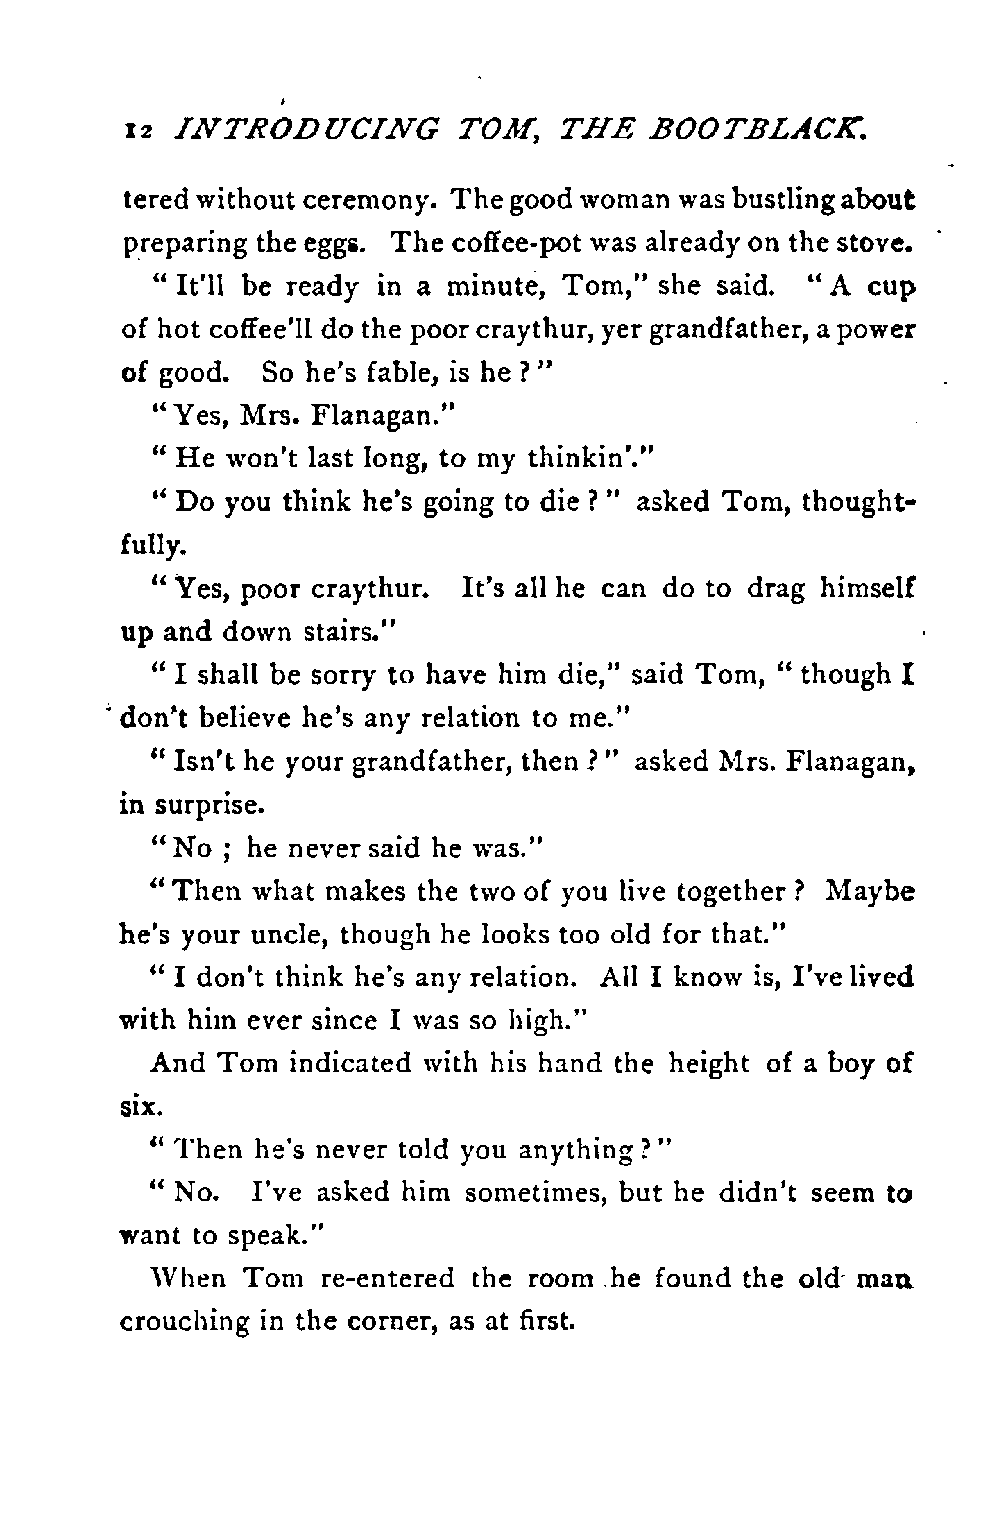 12 INTRODUCING TOM, THE BOOTBLACK.
tered without ceremony. The good woman was bustling about
preparing the eggs. The coffee-pot was already on the stove.
"It'll be ready in a minute, Tom," she said. "A cup
of hot coffee'll do the poor craythur, yer grandfather, a power
of good. So he's fable, is he?"
"Yes, Mrs. Flanagan."
"He won't last long, to my thinkin'."
"Do you think he's going to die?" asked Tom, thought-
fully.
"Yes, poor craythur. It's all he can do to drag himself
up and down stairs."
"I shall be sorry to have him die," said Tom, "though I
don't believe he's any relation to me."
"Isn't he your grandfather, then?" asked Mrs. Flanagan,
in surprise.
"No; he never said he was."
"Then what makes the two of you live together? Maybe
he's your uncle, though he looks too old for that."
"I don't think he's any relation. All I know is, I've lived
with him ever since I was so high."
And Tom indicated with his hand the height of a boy of
six.
"Then he's never told you anything?"
"No. I've asked him sometimes, but he didn't seem to
want to speak."
When Tom re-entered the room he found the old man
crouching in the corner, as at first.